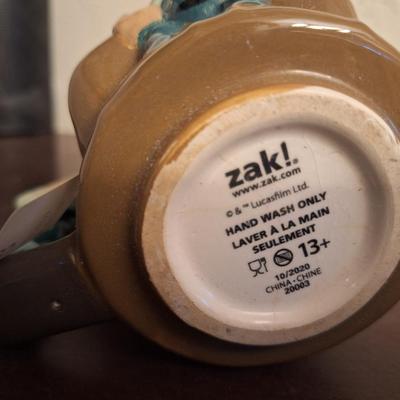 zak!®
www.zak.com
© & ™ Lucasfilm Ltd.
HAND WASH ONLY
LAVER À LA MAIN
SEULEMENT
13+
10/2020
CHINA • CHINE
20003